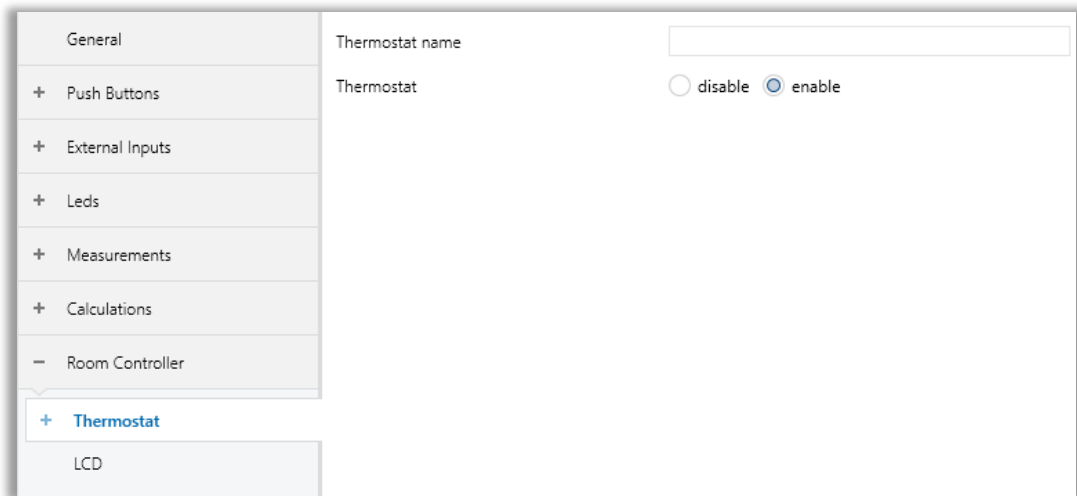 General
Push Buttons
External Inputs
Leds
Measurements
Calculations
Room Controller
Thermostat
LCD
Thermostat name
Thermostat disable enable